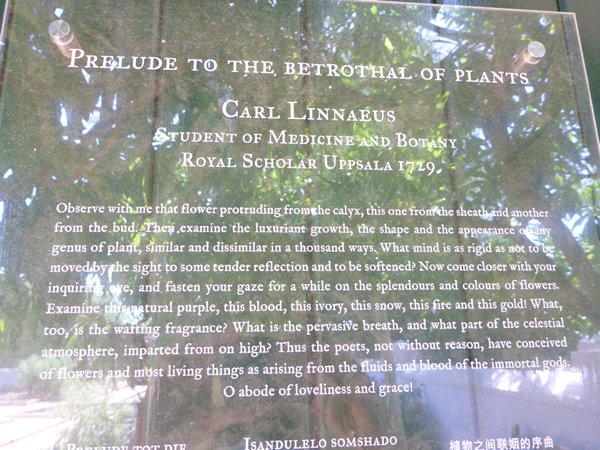 PRELUDE TO THE BETROTHAL OF PLANTS
CARL LINNAEUS
STUDENT OF MEDICINE AND BOTANY
ROYAL SCHOLAR UPPSALA 1729
Observe with me that flower protruding from the calyx, this one from the sheath and another
from the bud. Then examine the luxuriant growth, the shape and the appearance of any
genus of plant, similar and dissimilar in a thousand ways. What mind is as rigid as not to be
moved by the sight to some tender reflection and to be softened? Now come closer with your
inquiring eye, and fasten your gaze for a while on the splendours and colours of flowers.
Examine this natural purple, this blood, this ivory, this snow, this fire and this gold! What,
too, is the wafting fragrance? What is the pervasive breath, and what part of the celestial
atmosphere, imparted from on high? Thus the poets, not without reason, have conceived
of flowers and most living things as arising from the fluids and blood of the immortal gods.
O abode of loveliness and grace!
PRELUDE TOT DIE
ISANDULELO SOMSHADO
植物之间联姻的序曲